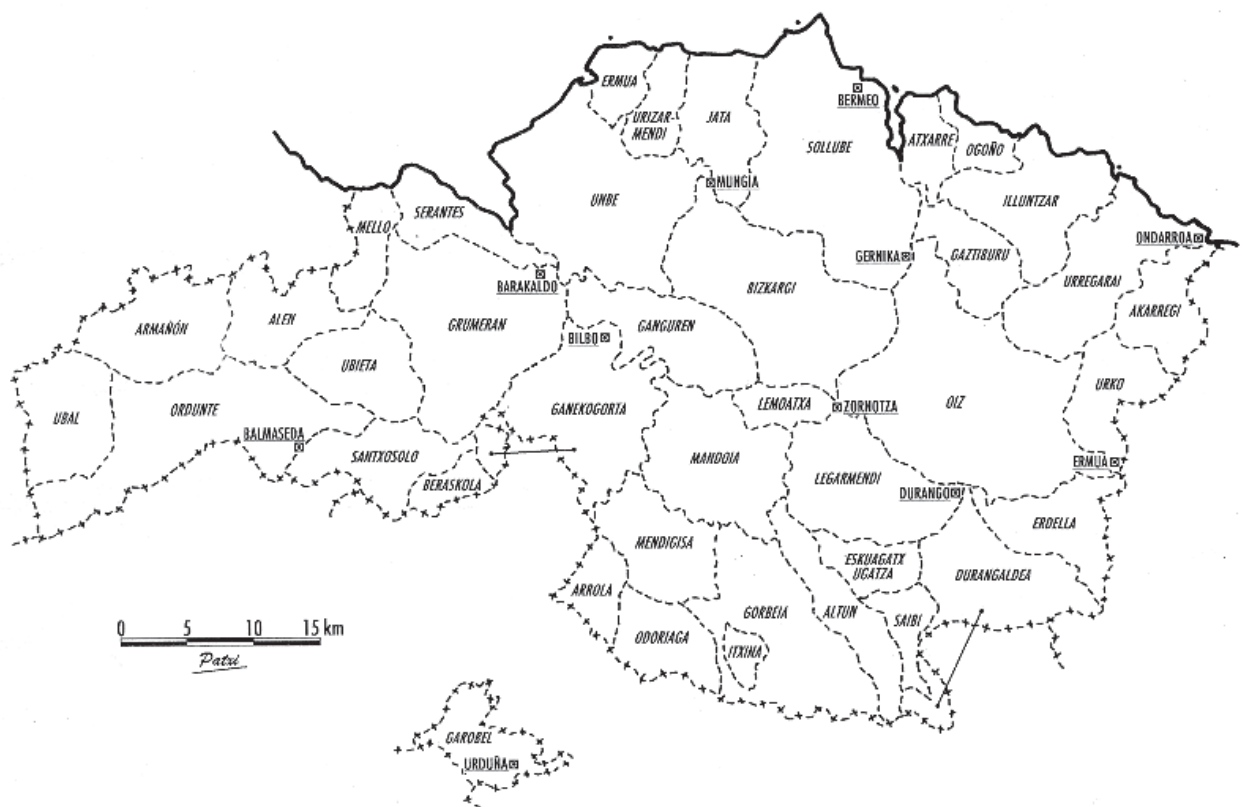 ERMUA
URIZAR-
MENDI
JATA
BERMEO
SOLLUBE
ATXARRE
OGOÑO
MUNGIA
UNBE
ILLUNTZAR
SERANTES
MELLO
ONDARROA
GERNIKA
GAZTIBURU
BARAKALDO
BIZKARGI
URREGARAI
AKARREGI
ARMAÑÓN
ALEN
GRUMERAN
GANGUREN
BILBO
UBIETA
URKO
UBAL
ORDUNTE
GANEKOGORTA
LEMOATXA
ZORNOTZA
OIZ
BALMASEDA
SANTXOSOLO
MANDOIA
ERMUA
BERASKOLA
LEGARMENDI
DURANGO
ERDELLA
MENDIGISA
ESKUAGATX
UGATZA
DURANGALDEA
ARROLA
GORBEIA
ALTUN
SAIBI
ODORIAGA
ITXINA
0 5 10 15 km
Patxi
GAROBEL
URDUÑA